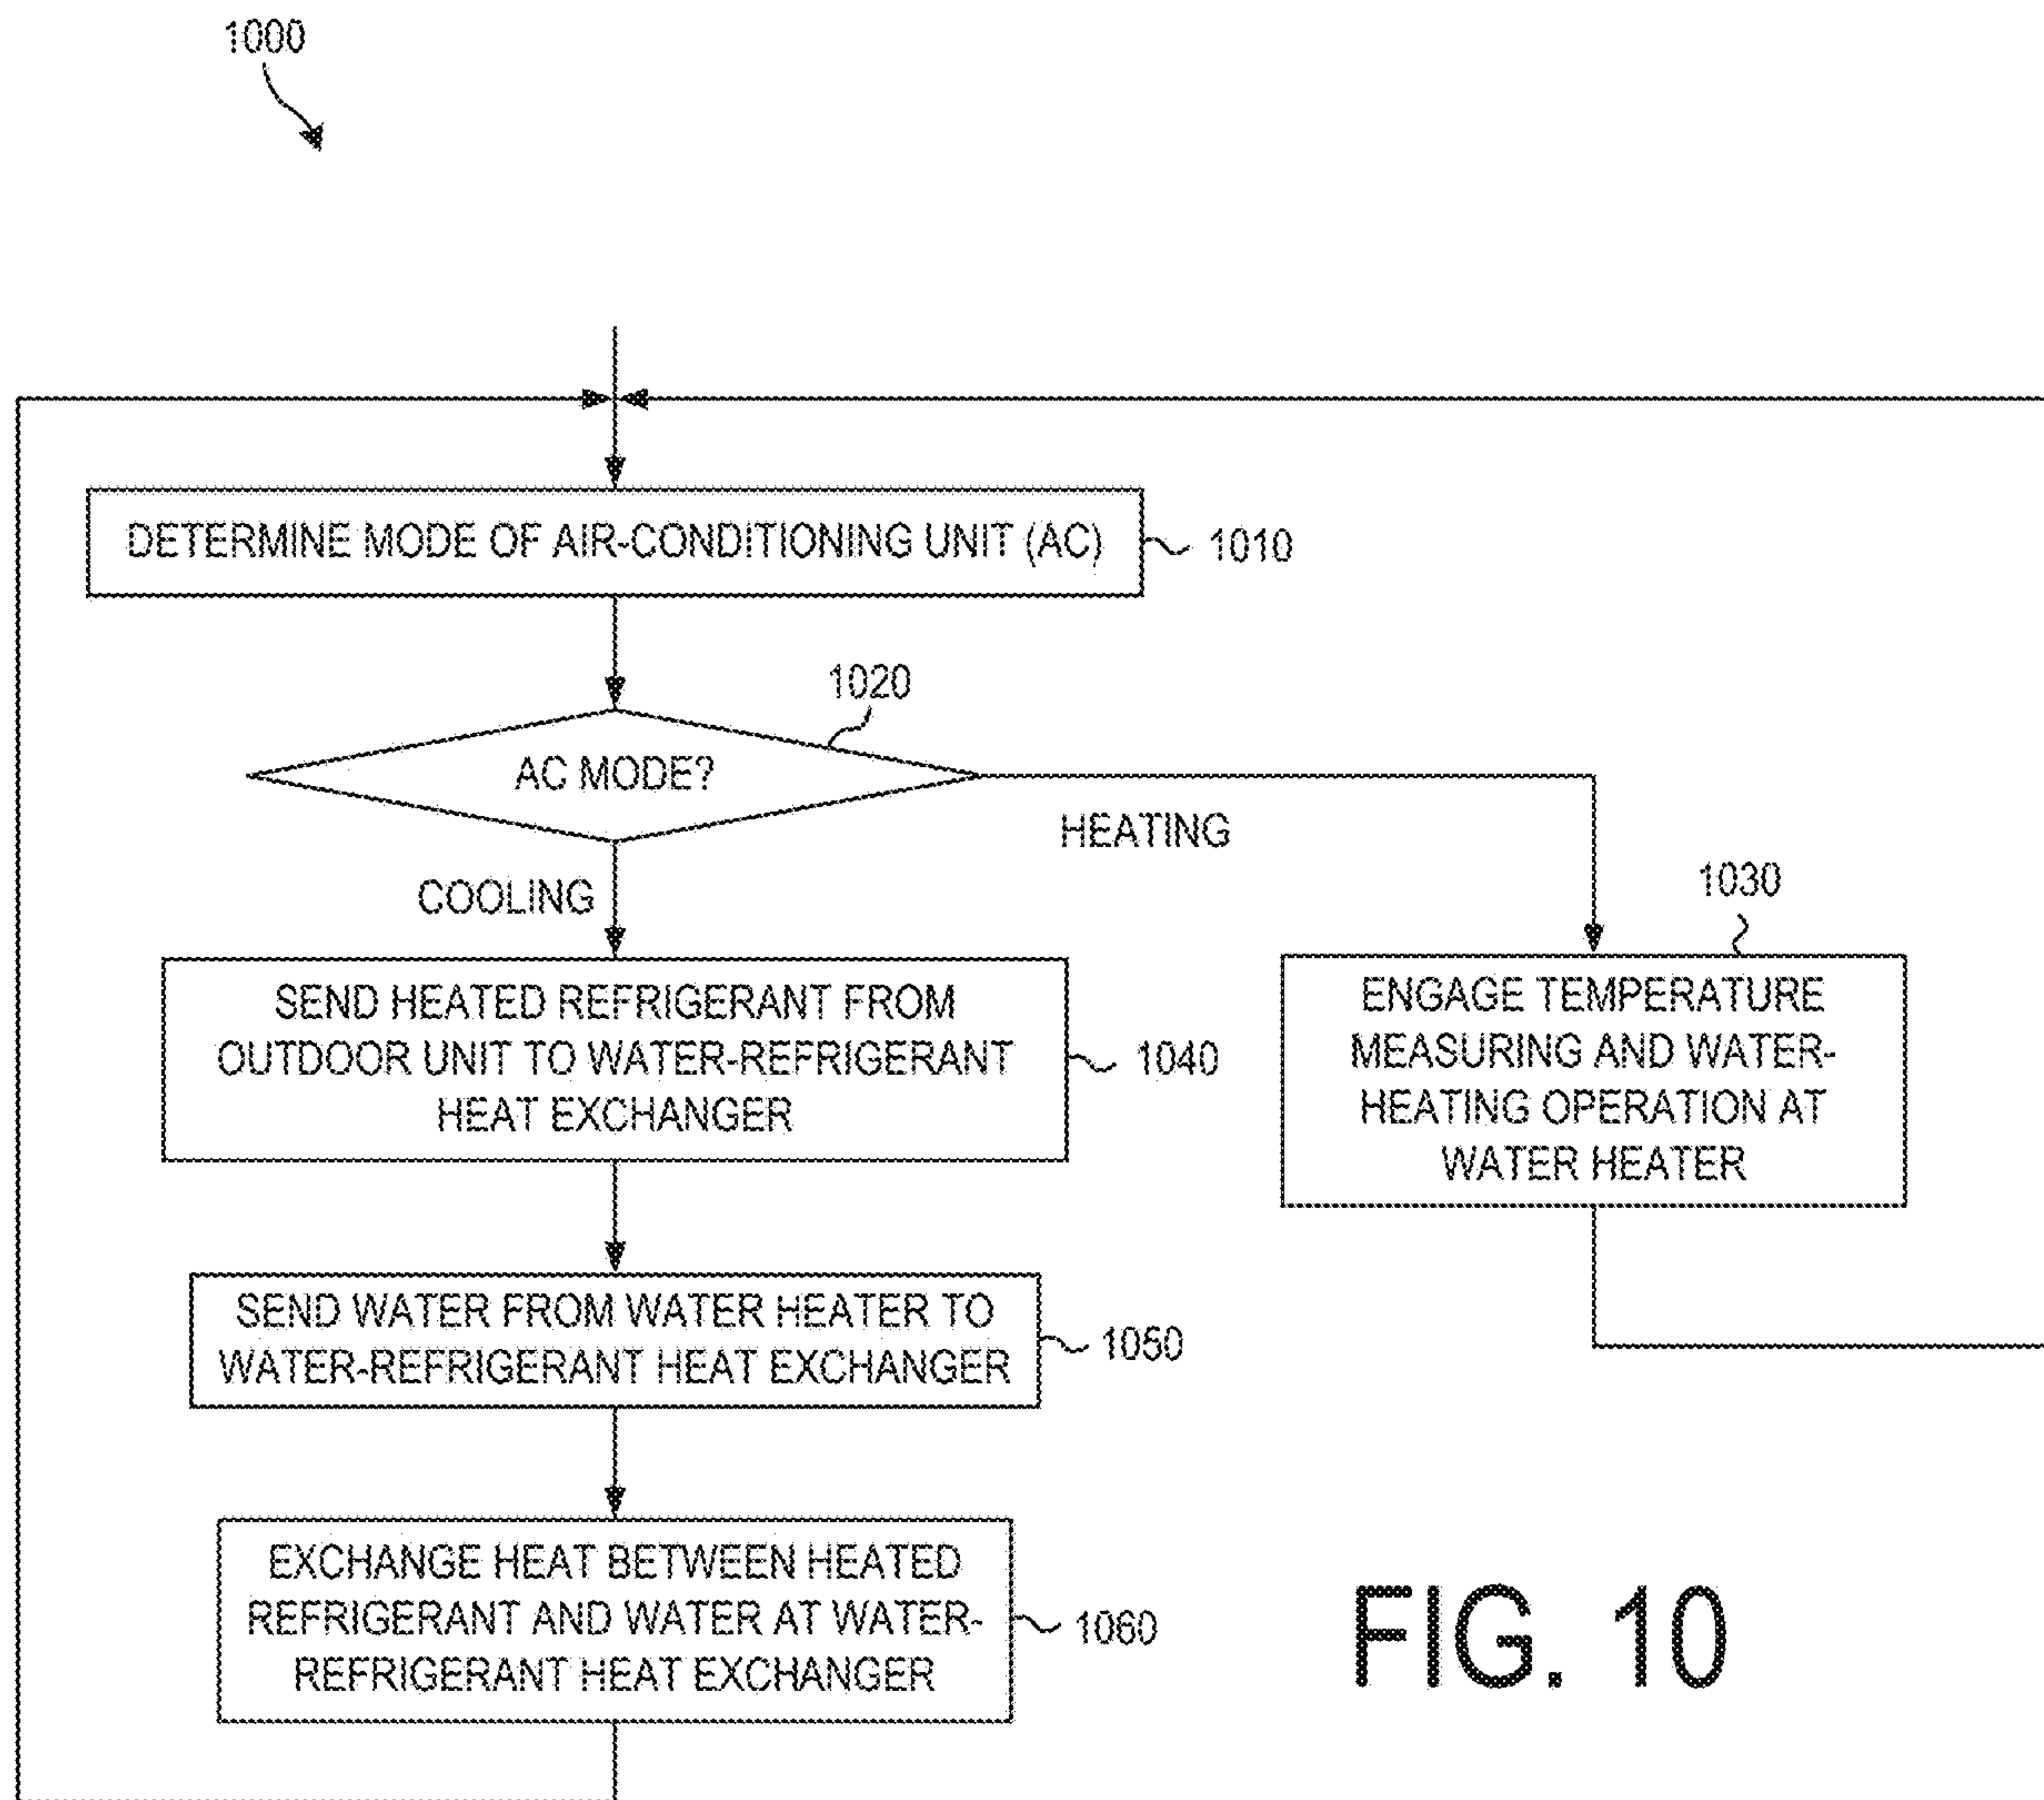 1000
DETERMINE MODE OF AIR-CONDITIONING UNIT (AC)
1010
1020
AC MODE?
HEATING
COOLING
1030
SEND HEATED REFRIGERANT FROM
OUTDOOR UNIT TO WATER-REFRIGERANT
HEAT EXCHANGER
1040
ENGAGE TEMPERATURE
MEASURING AND WATER-
HEATING OPERATION AT
WATER HEATER
SEND WATER FROM WATER HEATER TO
WATER-REFRIGERANT HEAT EXCHANGER
1050
EXCHANGE HEAT BETWEEN HEATED
REFRIGERANT AND WATER AT WATER-
REFRIGERANT HEAT EXCHANGER
1060
FIG. 10